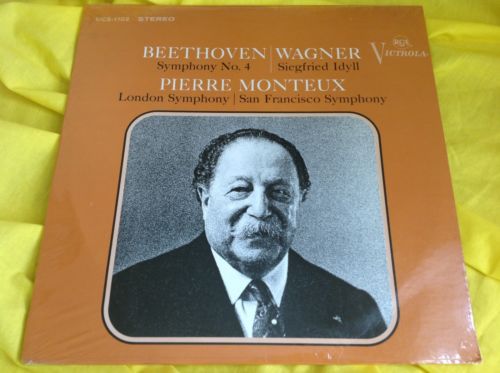 VICS-1102 STEREO
BEETHOVEN | WAGNER
Symphony No. 4 | Siegfried Idyll
RCA
VICTROLA
PIERRE MONTEUX
London Symphony | San Francisco Symphony